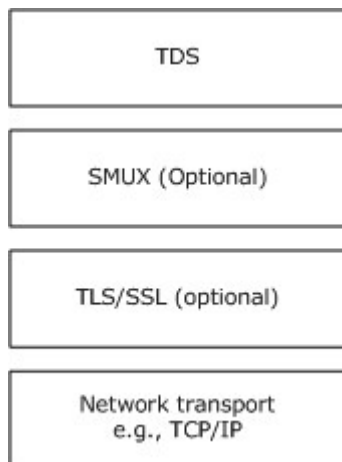 TDS
SMUX (Optional)
TLS/SSL (optional)
Network transport
e.g., TCP/IP